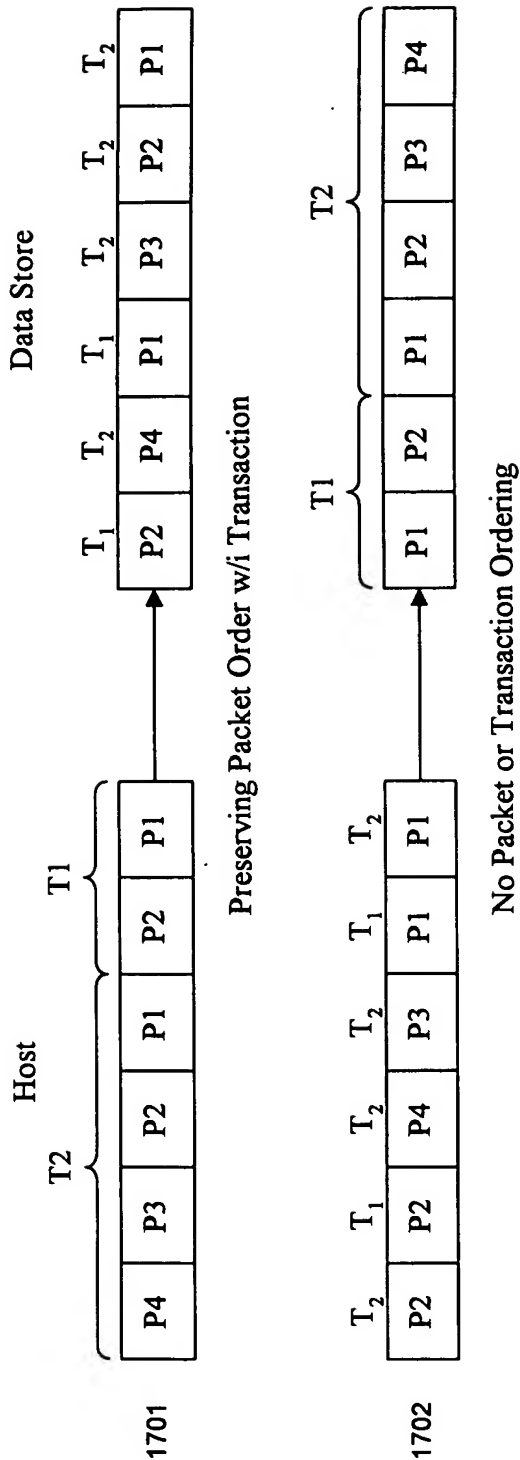 Host
Data Store
T2
T1
T₁ T₂ T₁ T₂ T₂ T₂
1701
P4 P3 P2 P1 P2 P1
P2 P4 P1 P3 P2 P1
Preserving Packet Order w/i Transaction
T₂ T₁ T₂ T₂ T₁ T₂
T1
T2
1702
P2 P2 P4 P3 P1 P1
P1 P2 P1 P2 P3 P4
No Packet or Transaction Ordering